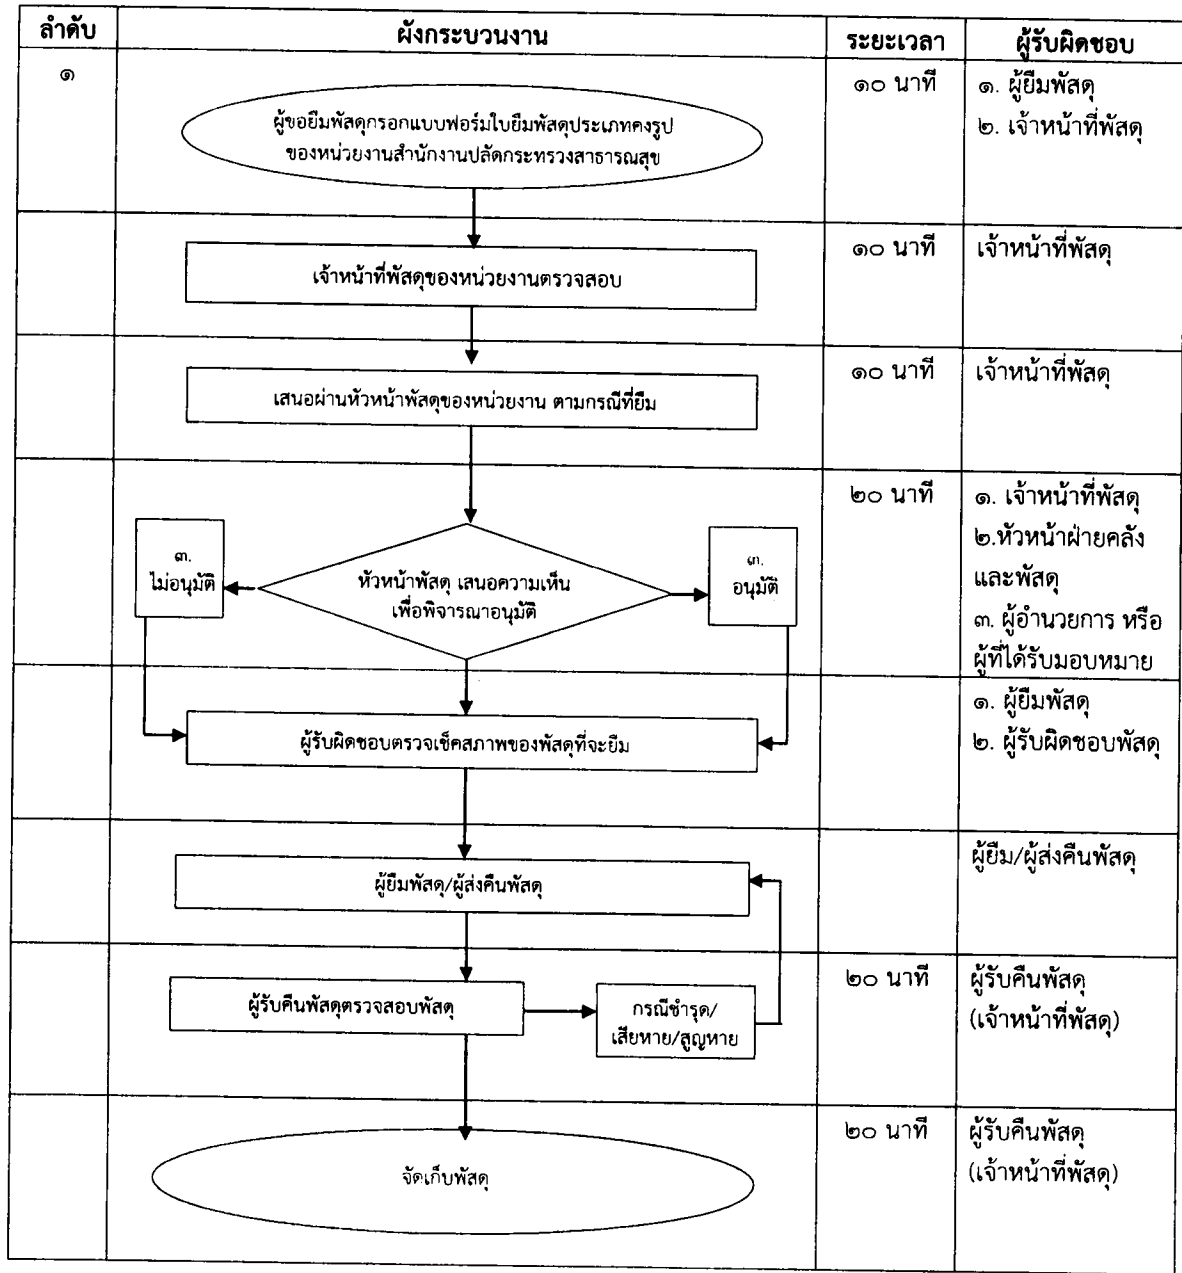 ลำดับ
ผังกระบวนงาน
ระยะเวลา
ผู้รับผิดชอบ
๑
ผู้ขอยืมพัสดุกรอกแบบฟอร์มใบยืมพัสดุประเภทคงรูป
ของหน่วยงานสำนักงานปลัดกระทรวงสาธารณสุข
๑๐ นาที
๑. ผู้ยืมพัสดุ
๒. เจ้าหน้าที่พัสดุ
เจ้าหน้าที่พัสดุของหน่วยงานตรวจสอบ
๑๐ นาที
เจ้าหน้าที่พัสดุ
เสนอผ่านหัวหน้าพัสดุของหน่วยงาน ตามกรณีที่ยืม
๑๐ นาที
เจ้าหน้าที่พัสดุ
๓.
ไม่อนุมัติ
หัวหน้าพัสดุ เสนอความเห็น
เพื่อพิจารณาอนุมัติ
๓.
อนุมัติ
๒๐ นาที
๑. เจ้าหน้าที่พัสดุ
๒.หัวหน้าฝ่ายคลัง
และพัสดุ
๓. ผู้อำนวยการ หรือ
ผู้ที่ได้รับมอบหมาย
ผู้รับผิดชอบตรวจเช็คสภาพของพัสดุที่จะยืม
๑. ผู้ยืมพัสดุ
๒. ผู้รับผิดชอบพัสดุ
ผู้ยืมพัสดุ/ผู้ส่งคืนพัสดุ
ผู้ยืม/ผู้ส่งคืนพัสดุ
ผู้รับคืนพัสดุตรวจสอบพัสดุ
กรณีชำรุด/
เสียหาย/สูญหาย
๒๐ นาที
ผู้รับคืนพัสดุ
(เจ้าหน้าที่พัสดุ)
จัดเก็บพัสดุ
๒๐ นาที
ผู้รับคืนพัสดุ
(เจ้าหน้าที่พัสดุ)